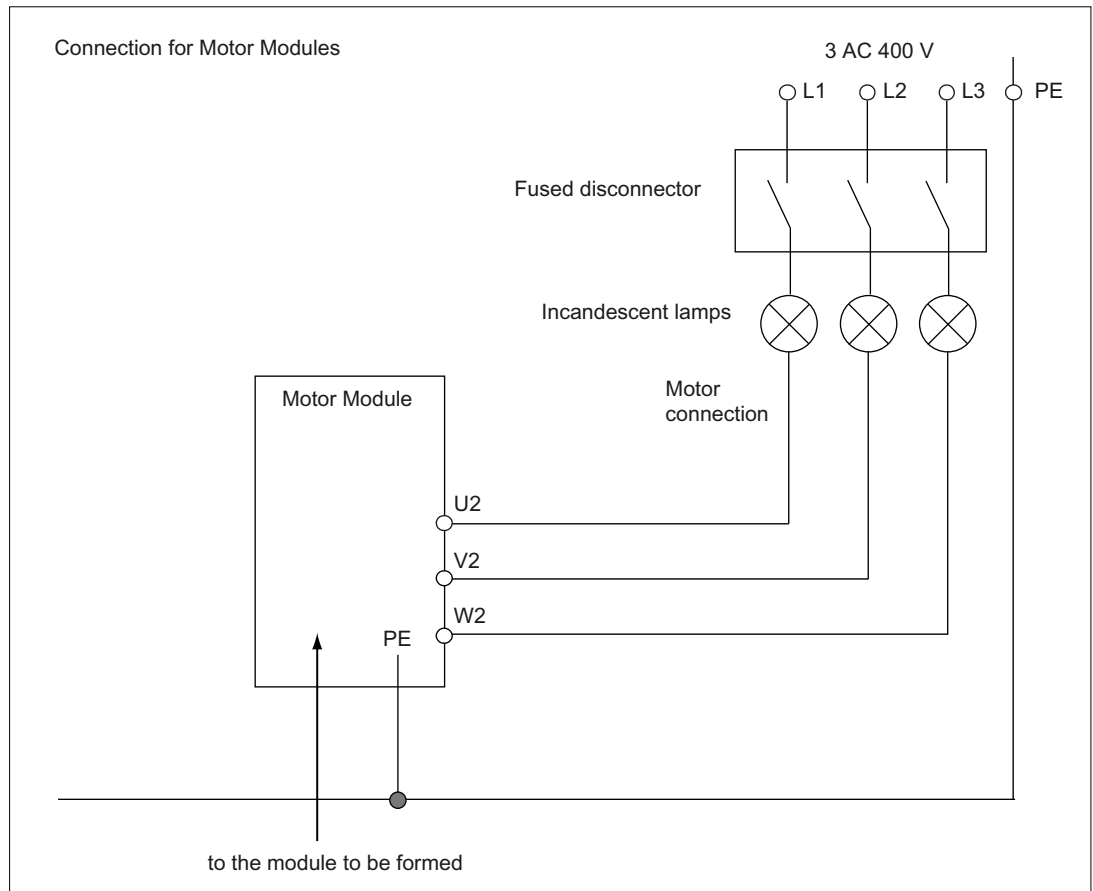 Connection for Motor Modules
3 AC 400 V
L1
L2
L3
PE
Fused disconnector
Incandescent lamps
Motor
connection
Motor Module
U2
V2
W2
PE
to the module to be formed